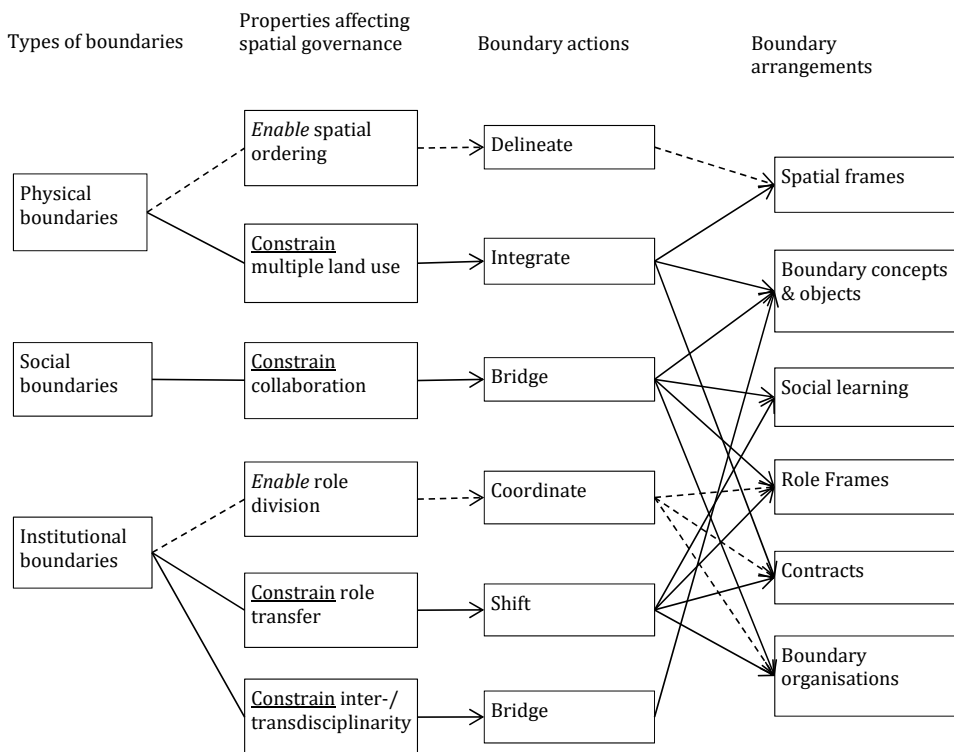 Types of boundaries
Properties affecting
spatial governance
Boundary actions
Boundary
arrangements
Physical
boundaries
Social
boundaries
Institutional
boundaries
Enable spatial
ordering
Constrain
multiple land use
Constrain
collaboration
Enable role
division
Constrain role
transfer
Constrain inter-/
transdisciplinarity
Delineate
Integrate
Bridge
Coordinate
Shift
Bridge
Spatial frames
Boundary concepts
& objects
Social learning
Role Frames
Contracts
Boundary
organisations